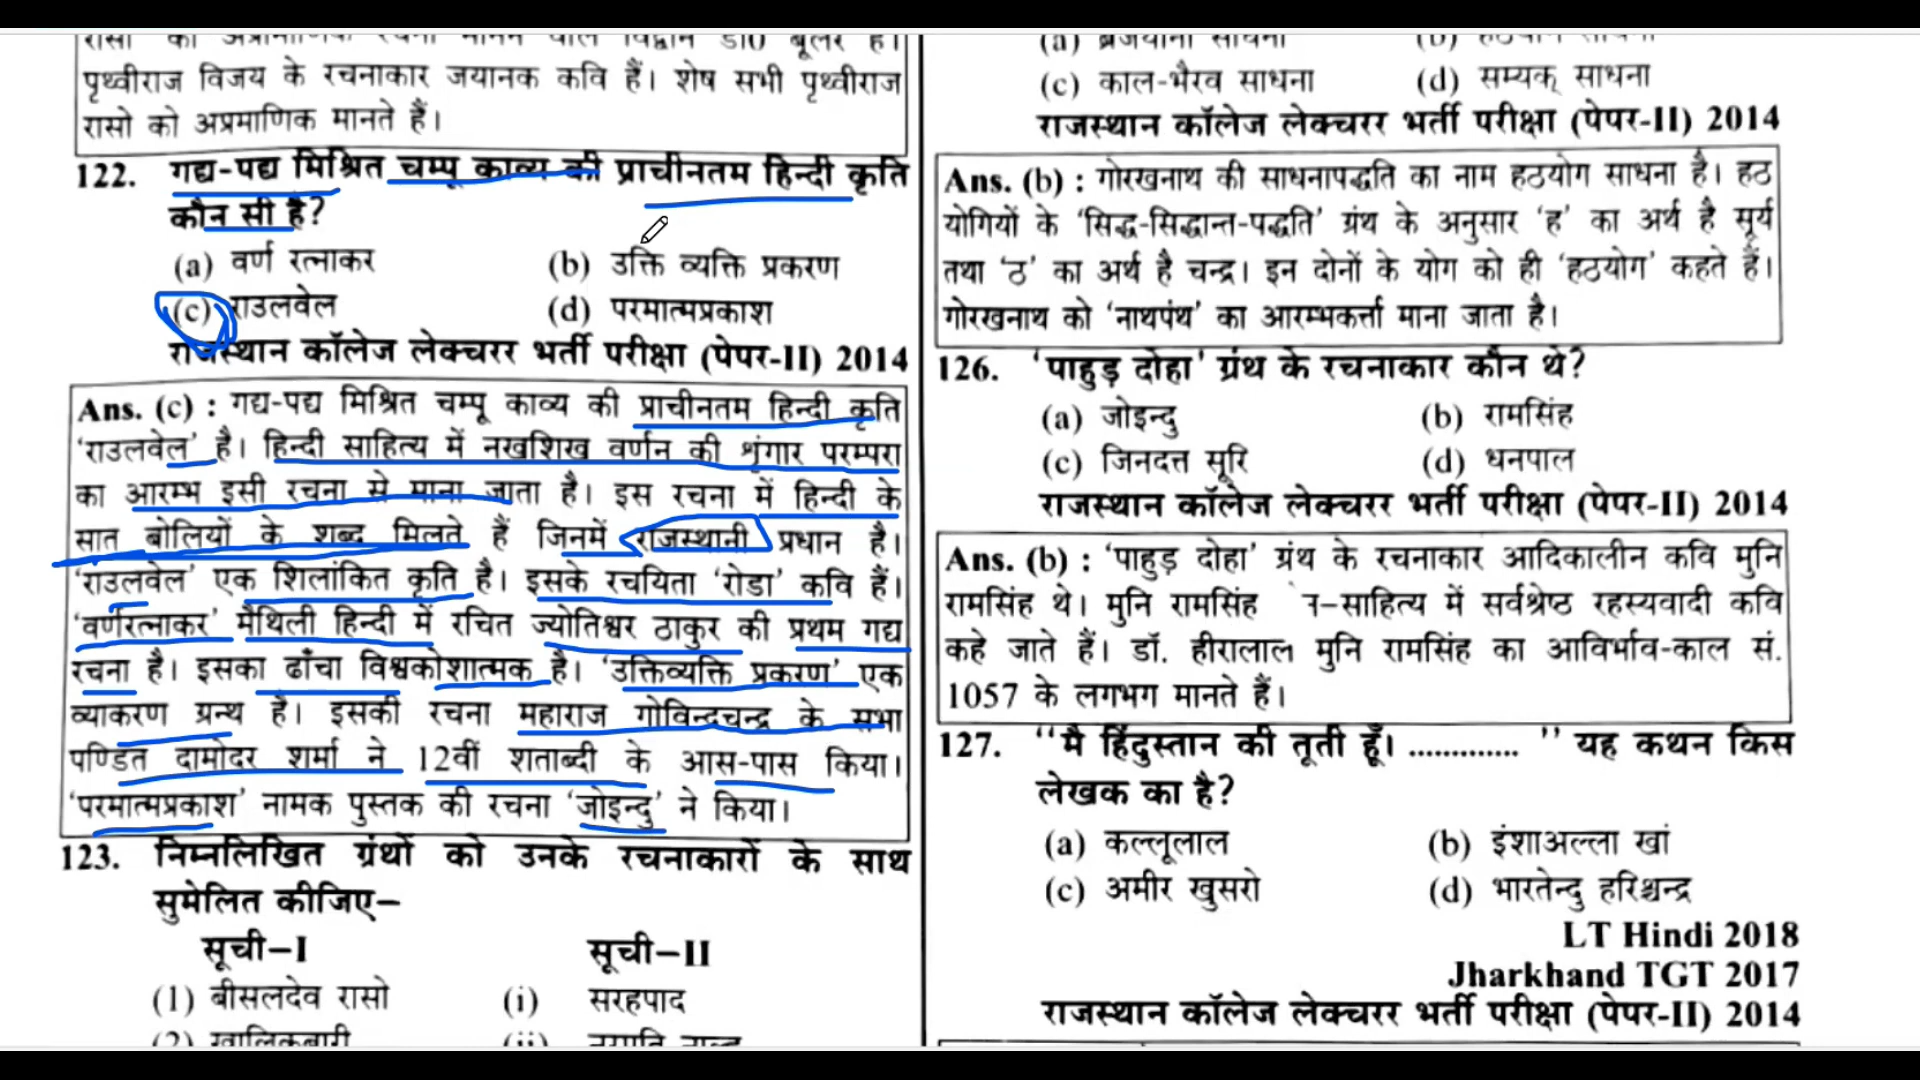 पृथ्वीराज विजय के रचनाकार जयानक कवि हैं। शेष सभी पृथ्वीराज
रासो को अप्रमाणिक मानते हैं।
122. गद्य-पद्य मिश्रित चम्पू काव्य की प्राचीनतम हिन्दी कृति
कौन सी है?
(a) वर्ण रत्नाकर (b) उक्ति व्यक्ति प्रकरण
(c) राउलवेल (d) परमात्मप्रकाश
राजस्थान कॉलेज लेक्चरर भर्ती परीक्षा (पेपर-II) 2014
Ans. (c) : गद्य-पद्य मिश्रित चम्पू काव्य की प्राचीनतम हिन्दी कृति
'राउलवेल' है। हिन्दी साहित्य में नखशिख वर्णन की शृंगार परम्परा
का आरम्भ इसी रचना से माना जाता है। इस रचना में हिन्दी के
सात बोलियों के शब्द मिलते हैं जिनमें राजस्थानी प्रधान है।
'राउलवेल' एक शिलांकित कृति है। इसके रचयिता 'रोडा' कवि हैं।
'वर्णरत्नाकर' मैथिली हिन्दी में रचित ज्योतिश्वर ठाकुर की प्रथम गद्य
रचना है। इसका ढाँचा विश्वकोशात्मक है। 'उक्तिव्यक्ति प्रकरण' एक
व्याकरण ग्रन्थ है। इसकी रचना महाराज गोविन्दचन्द्र के सभा
पण्डित दामोदर शर्मा ने 12वीं शताब्दी के आस-पास किया।
'परमात्मप्रकाश' नामक पुस्तक की रचना 'जोइन्दु' ने किया।
123. निम्नलिखित ग्रंथों को उनके रचनाकारों के साथ
सुमेलित कीजिए–
सूची–I सूची–II
(1) बीसलदेव रासो (i) सरहपाद
(2) खालिकबारी (ii)
(c) काल-भैरव साधना (d) सम्यक् साधना
राजस्थान कॉलेज लेक्चरर भर्ती परीक्षा (पेपर-II) 2014
Ans. (b) : गोरखनाथ की साधनापद्धति का नाम हठयोग साधना है। हठ
योगियों के 'सिद्ध-सिद्धान्त-पद्धति' ग्रंथ के अनुसार 'ह' का अर्थ है सूर्य
तथा 'ठ' का अर्थ है चन्द्र। इन दोनों के योग को ही 'हठयोग' कहते हैं।
गोरखनाथ को 'नाथपंथ' का आरम्भकर्त्ता माना जाता है।
126. 'पाहुड़ दोहा' ग्रंथ के रचनाकार कौन थे?
(a) जोइन्दु (b) रामसिंह
(c) जिनदत्त सूरि (d) धनपाल
राजस्थान कॉलेज लेक्चरर भर्ती परीक्षा (पेपर-II) 2014
Ans. (b) : 'पाहुड़ दोहा' ग्रंथ के रचनाकार आदिकालीन कवि मुनि
रामसिंह थे। मुनि रामसिंह –साहित्य में सर्वश्रेष्ठ रहस्यवादी कवि
कहे जाते हैं। डॉ. हीरालाल मुनि रामसिंह का आविर्भाव-काल सं.
1057 के लगभग मानते हैं।
127. "मै हिंदुस्तान की तूती हूँ। ............. " यह कथन किस
लेखक का है?
(a) कल्लूलाल (b) इंशाअल्ला खां
(c) अमीर खुसरो (d) भारतेन्दु हरिश्चन्द्र
LT Hindi 2018
Jharkhand TGT 2017
राजस्थान कॉलेज लेक्चरर भर्ती परीक्षा (पेपर-II) 2014